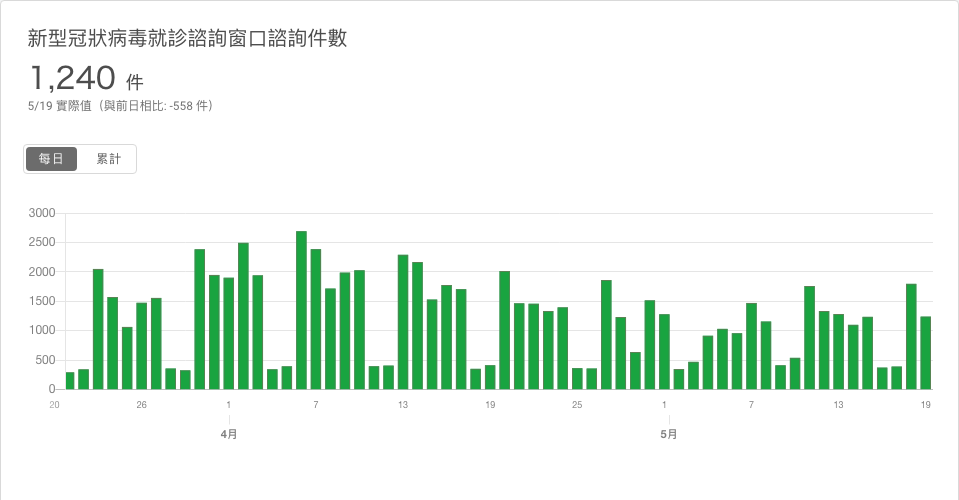 新型冠狀病毒就診諮詢窗口諮詢件數
1,240 件
5/19 實際值（與前日相比: -558 件）
每日 累計
3000
2500
2000
1500
1000
500
0
20 26 1 7 13 19 25 1 7 13 19
4月 5月